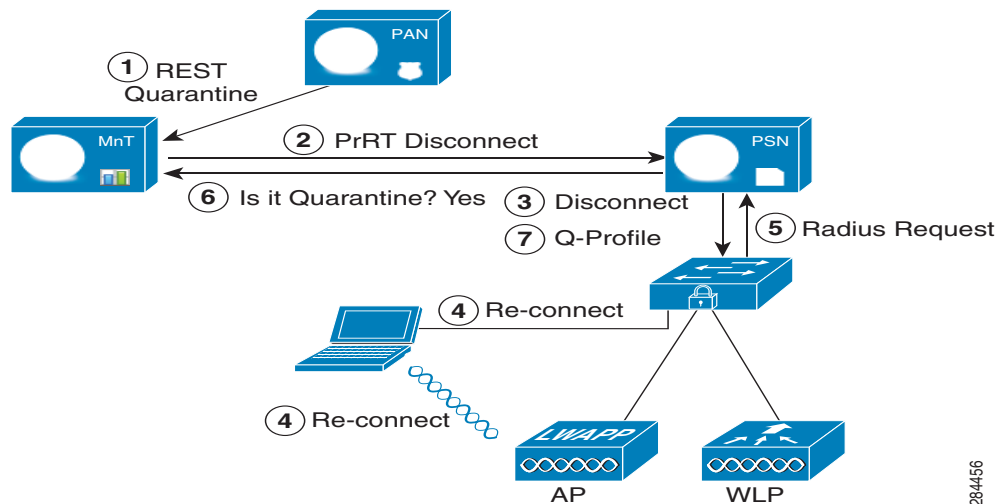 PAN
1 REST
Quarantine
MnT
2 PrRT Disconnect
PSN
6 Is it Quarantine? Yes
3 Disconnect
7 Q-Profile
5 Radius Request
4 Re-connect
4 Re-connect
LWAPP
AP
WLP
284456